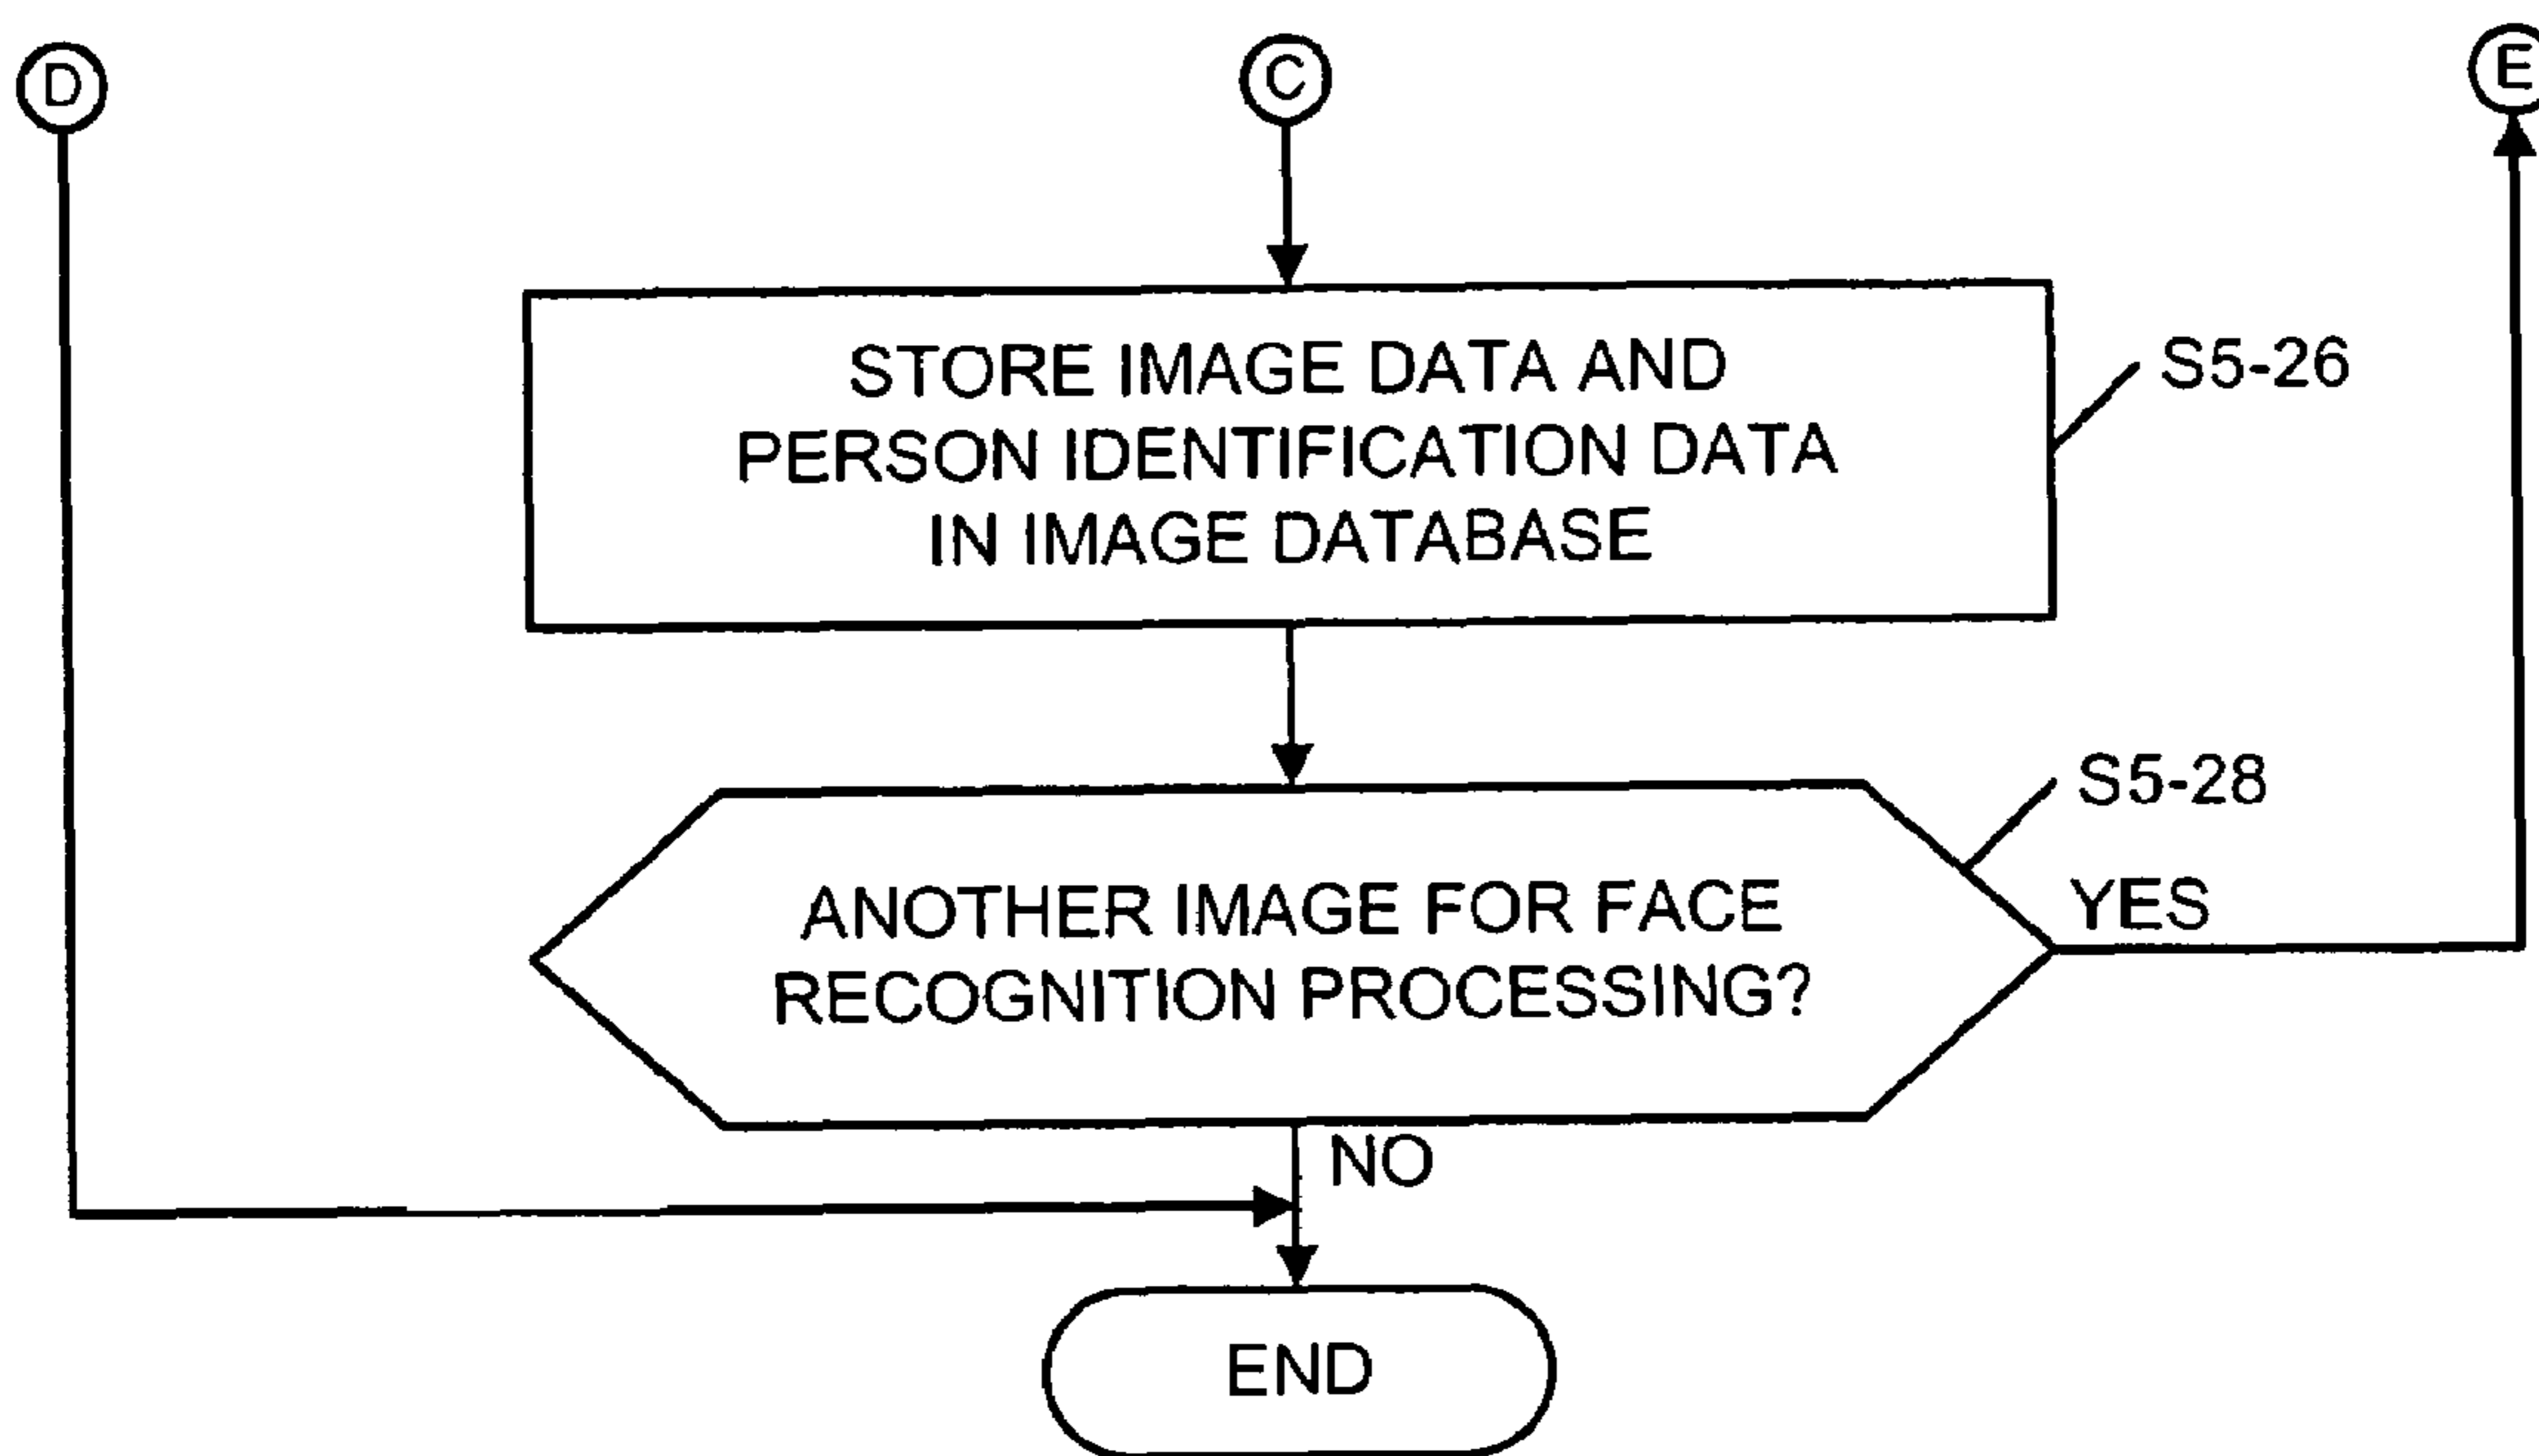 D
C
E
STORE IMAGE DATA AND
PERSON IDENTIFICATION DATA
IN IMAGE DATABASE
S5-26
S5-28
ANOTHER IMAGE FOR FACE
RECOGNITION PROCESSING?
YES
NO
END